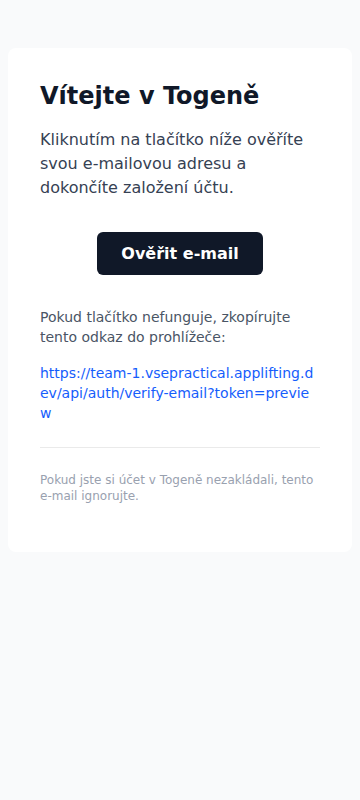 Vítejte v Togeně
Kliknutím na tlačítko níže ověříte
svou e-mailovou adresu a
dokončíte založení účtu.
Ověřit e-mail
Pokud tlačítko nefunguje, zkopírujte
tento odkaz do prohlížeče:
https://team-1.vsepractical.applifting.d
ev/api/auth/verify-email?token=previe
w
Pokud jste si účet v Togeně nezakládali, tento
e-mail ignorujte.